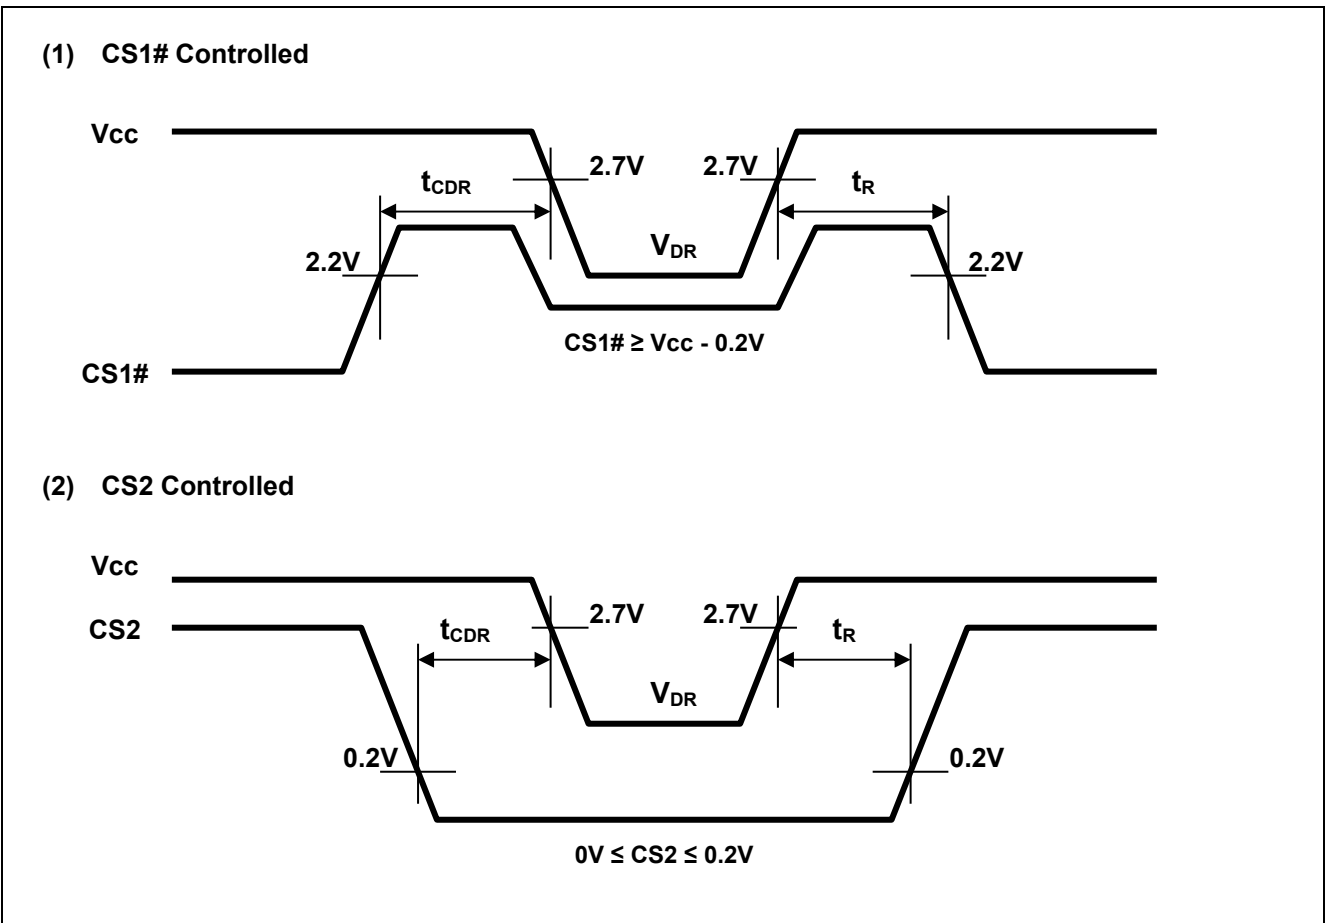 (1) CS1# Controlled
Vcc
2.7V 2.7V
tCDR tR
VDR
2.2V 2.2V
CS1# ≥ Vcc - 0.2V
CS1#
(2) CS2 Controlled
Vcc
2.7V 2.7V
CS2 tCDR tR
VDR
0.2V 0.2V
0V ≤ CS2 ≤ 0.2V